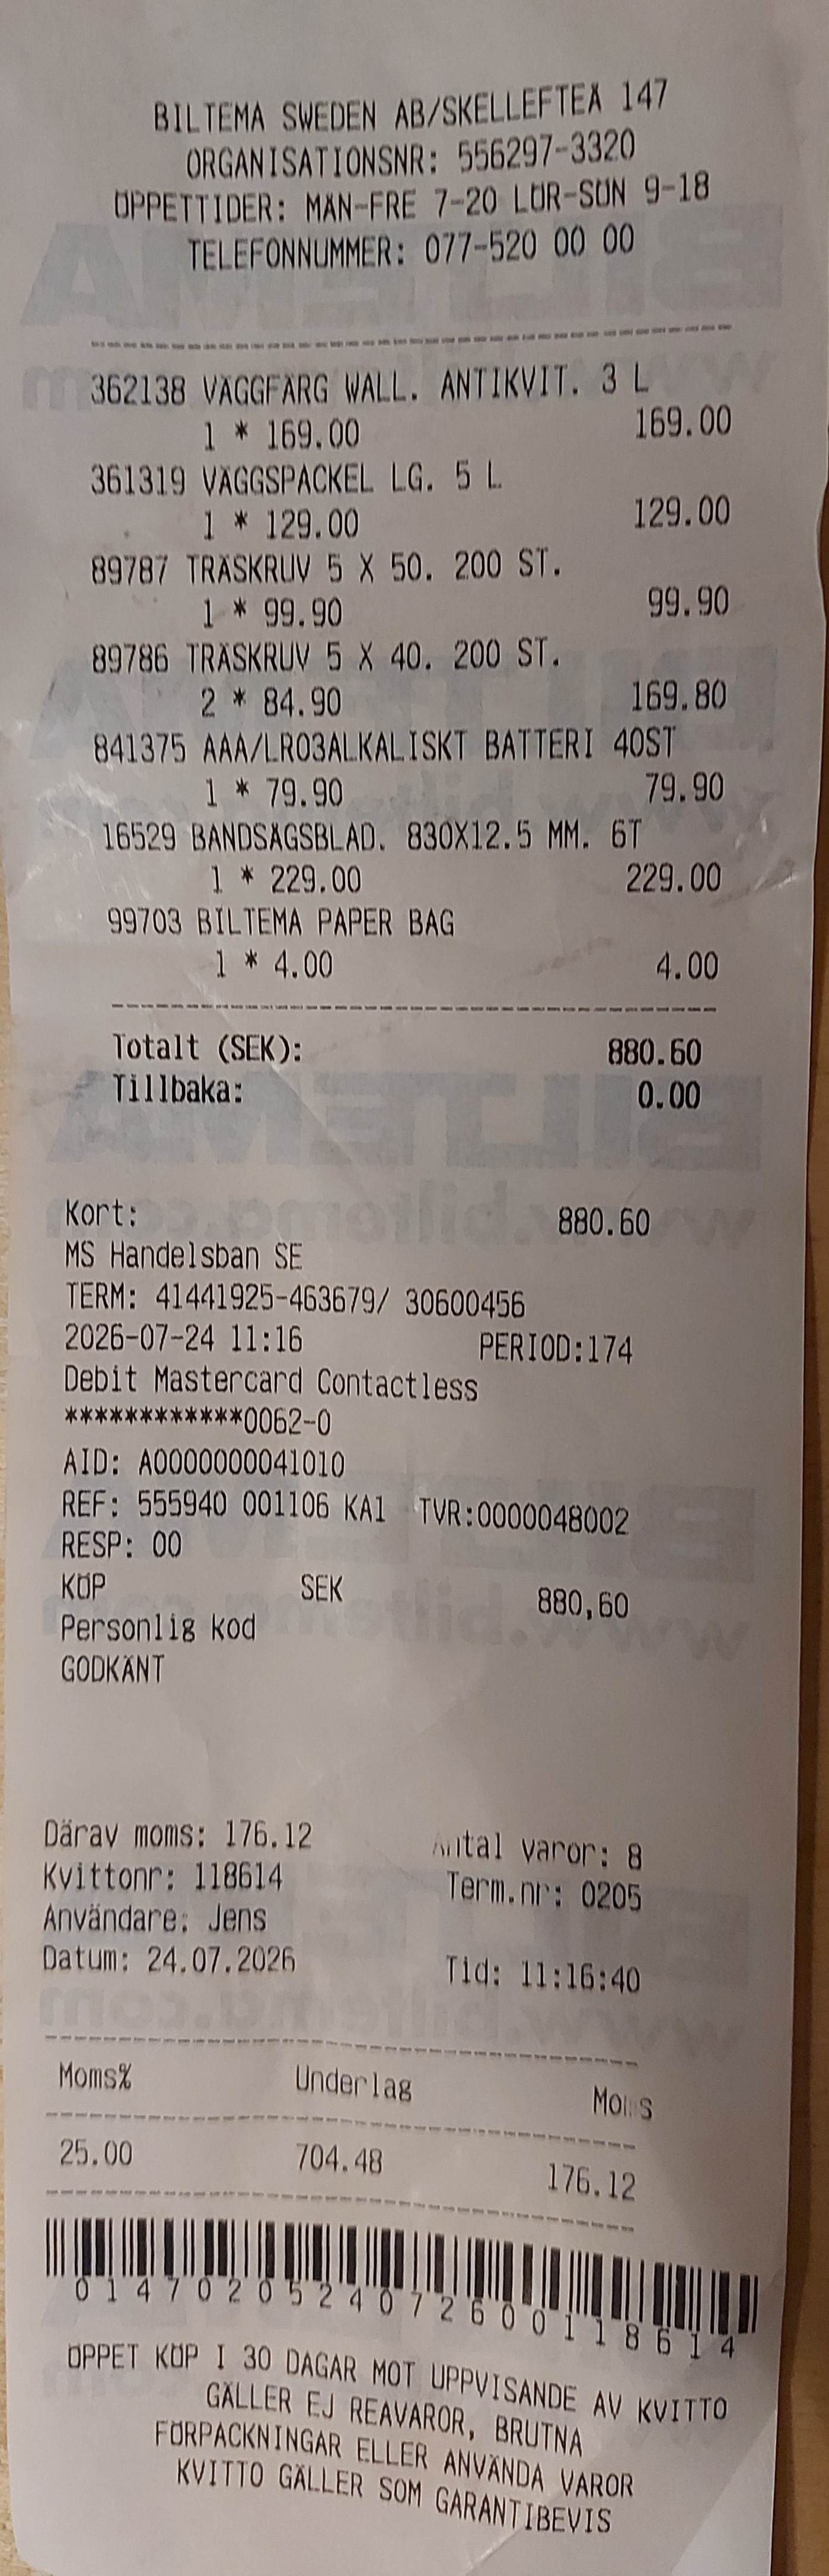 BILTEMA SWEDEN AB/SKELLEFTEÅ 147
ORGANISATIONSNR: 556297-3320
ÖPPETTIDER: MÅN-FRE 7-20 LÖR-SÖN 9-18
TELEFONNUMMER: 077-520 00 00
362138 VÄGGFÄRG WALL. ANTIKVIT. 3 L
1 * 169.00 169.00
361319 VÄGGSPACKEL LG. 5 L
1 * 129.00 129.00
89787 TRÄSKRUV 5 X 50. 200 ST.
1 * 99.90 99.90
89786 TRÄSKRUV 5 X 40. 200 ST.
2 * 84.90 169.80
841375 AAA/LR03ALKALISKT BATTERI 40ST
1 * 79.90 79.90
16529 BANDSÅGSBLAD. 830X12.5 MM. 6T
1 * 229.00 229.00
99703 BILTEMA PAPER BAG
1 * 4.00 4.00
Totalt (SEK): 880.60
Tillbaka: 0.00
Kort: 880.60
MS Handelsban SE
TERM: 41441925-463679/ 30600456
2026-07-24 11:16 PERIOD:174
Debit Mastercard Contactless
************0062-0
AID: A0000000041010
REF: 555940 001106 KA1 TVR:0000048002
RESP: 00
KÖP SEK 880,60
Personlig kod
GODKÄNT
Därav moms: 176.12 Antal varor: 8
Kvittonr: 118614 Term.nr: 0205
Användare: Jens
Datum: 24.07.2026 Tid: 11:16:40
Moms% Underlag Moms
25.00 704.48 176.12
0147020524072600118614
ÖPPET KÖP I 30 DAGAR MOT UPPVISANDE AV KVITTO
GÄLLER EJ REAVAROR, BRUTNA
FÖRPACKNINGAR ELLER ANVÄNDA VAROR
KVITTO GÄLLER SOM GARANTIBEVIS